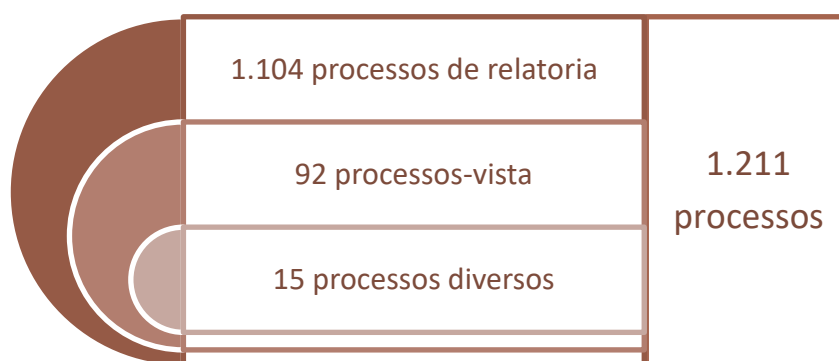 1.104 processos de relatoria
92 processos-vista
15 processos diversos
1.211
processos